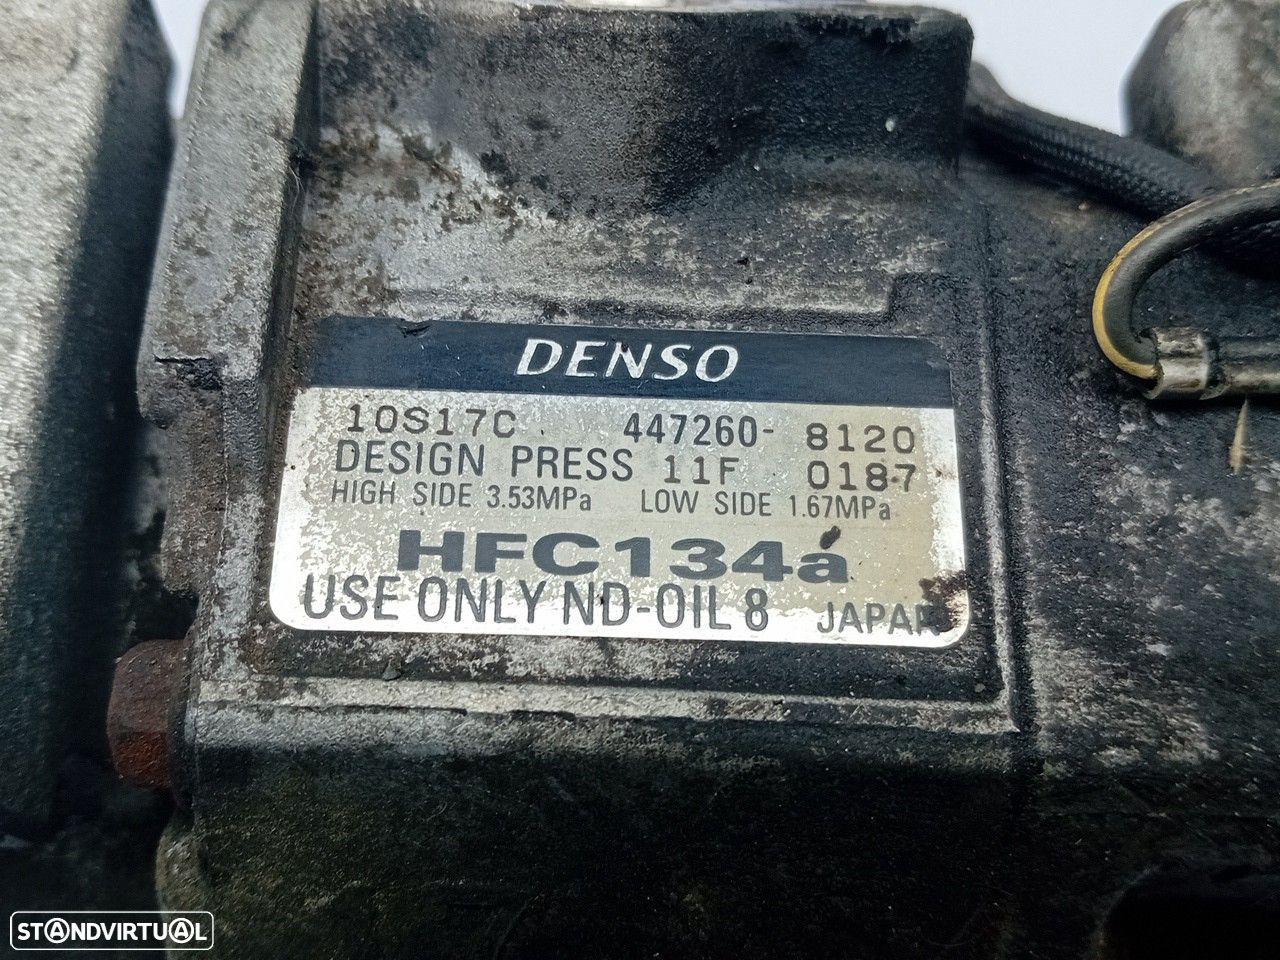 DENSO
10S17C 447260- 8120
DESIGN PRESS 11F 0187
HIGH SIDE 3.53MPa LOW SIDE 1.67MPa
HFC134a
USE ONLY ND-OIL 8 JAPAN
STANDVIRTUAL